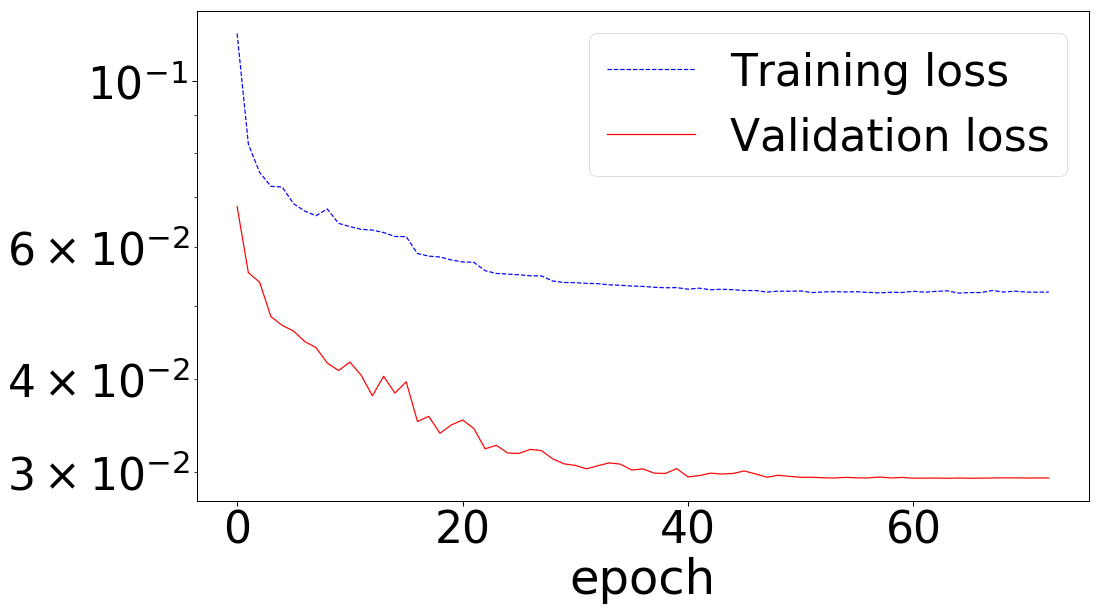 10⁻¹
6 × 10⁻²
4 × 10⁻²
3 × 10⁻²
Training loss
Validation loss
0 20 40 60
epoch